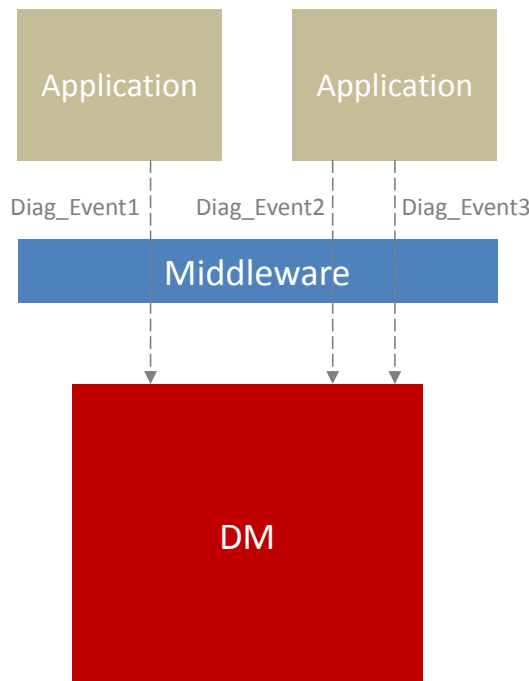 Application
Application
Diag_Event1
Diag_Event2
Diag_Event3
Middleware
DM